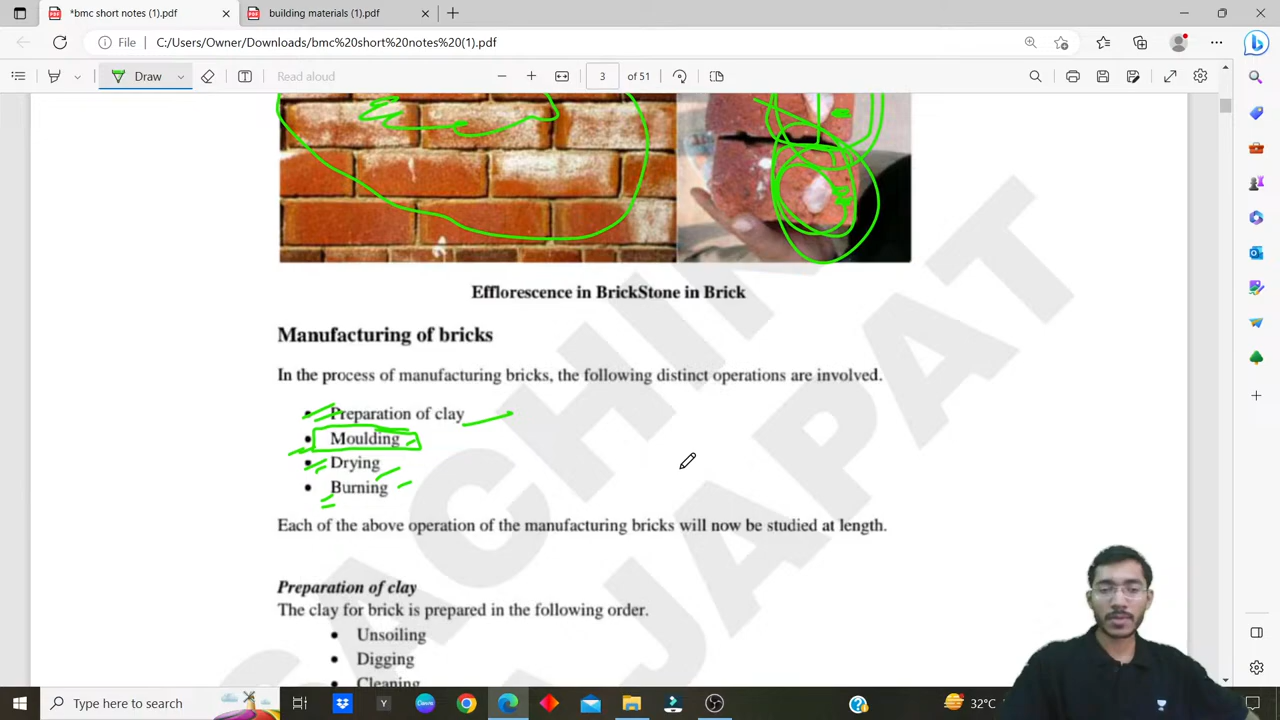 *bmc short notes (1).pdf
building materials (1).pdf
File
C:/Users/Owner/Downloads/bmc%20short%20notes%20(1).pdf
Draw
Read aloud
3
of 51
Efflorescence in BrickStone in Brick
Manufacturing of bricks
In the process of manufacturing bricks, the following distinct operations are involved.
• Preparation of clay
• Moulding
• Drying
• Burning
Each of the above operation of the manufacturing bricks will now be studied at length.
Preparation of clay
The clay for brick is prepared in the following order.
• Unsoiling
• Digging
• Cleaning
SACHIN
RAJAPAT
Type here to search
32°C